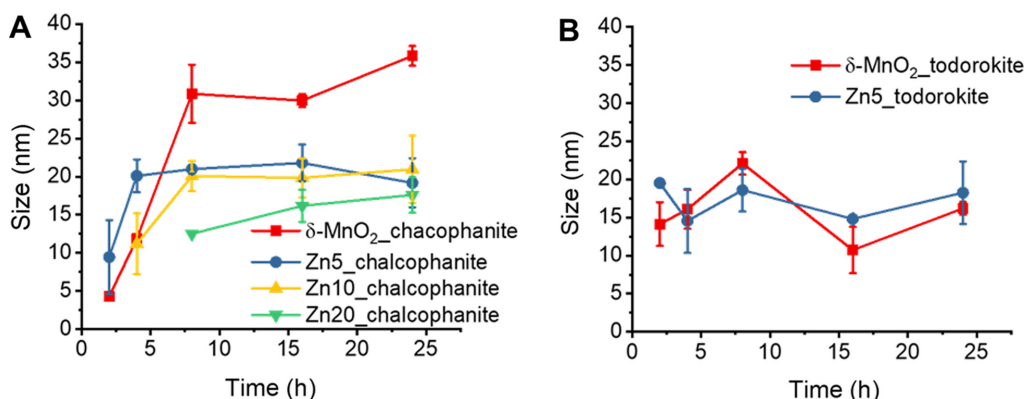 A
40
35
30
25
20
15
10
5
0
Size (nm)
δ-MnO2_chacophanite
Zn5_chalcophanite
Zn10_chalcophanite
Zn20_chalcophanite
0 5 10 15 20 25
Time (h)
B
40
35
30
25
20
15
10
5
0
Size (nm)
δ-MnO2_todorokite
Zn5_todorokite
0 5 10 15 20 25
Time (h)